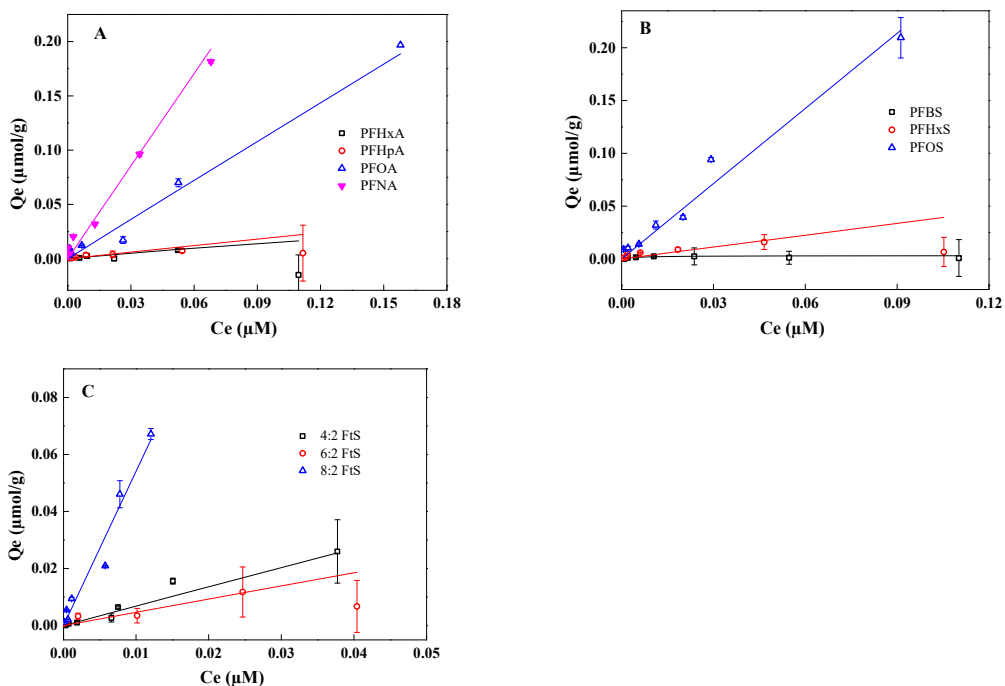 A
0.20
0.15
0.10
0.05
0.00
Qe (μmol/g)
PFHxA
PFHpA
PFOA
PFNA
0.00 0.03 0.06 0.09 0.12 0.15 0.18
Ce (μM)
B
0.20
0.15
0.10
0.05
0.00
Qe (μmol/g)
PFBS
PFHxS
PFOS
0.00 0.03 0.06 0.09 0.12
Ce (μM)
C
0.08
0.06
0.04
0.02
0.00
Qe (μmol/g)
4:2 FtS
6:2 FtS
8:2 FtS
0.00 0.01 0.02 0.03 0.04 0.05
Ce (μM)